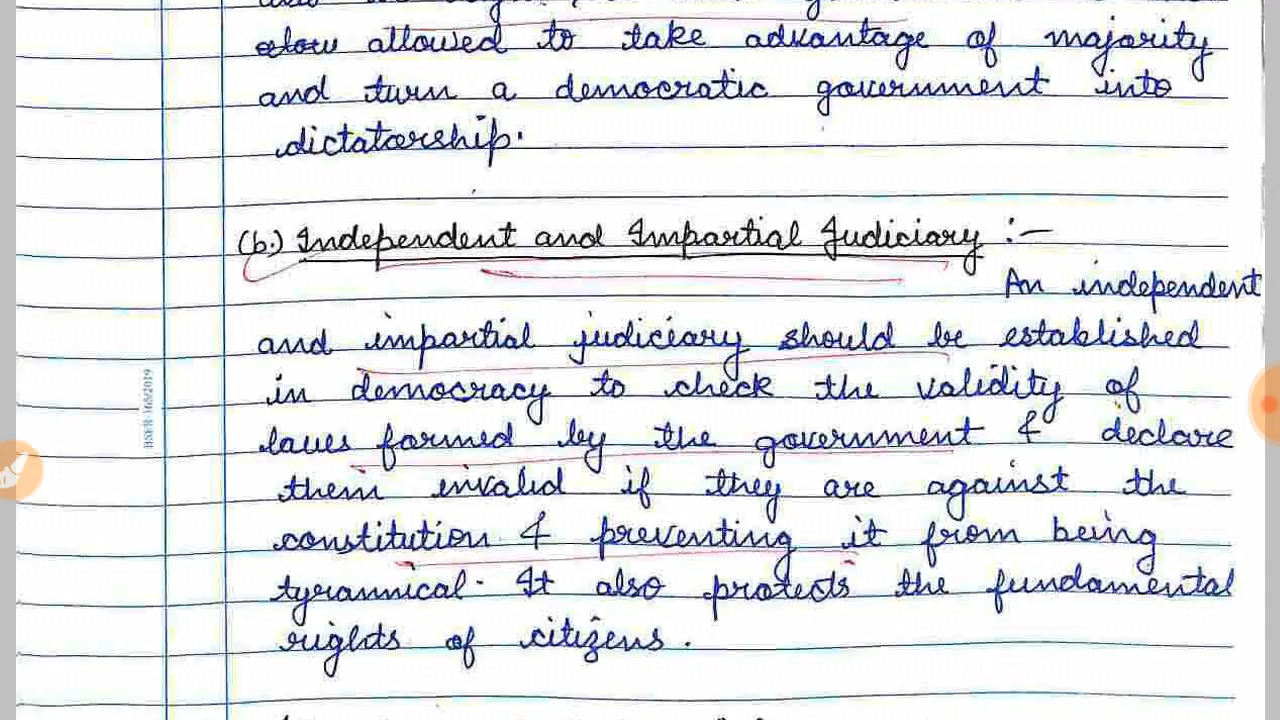 allowed to take advantage of majority
and turn a democratic government into
dictatorship.
(b.) Independent and Impartial Judiciary :-
An independent
and impartial judiciary should be established
in democracy to check the validity of
laws formed by the government & declare
them invalid if they are against the
constitution & preventing it from being
tyrannical. It also protects the fundamental
rights of citizens.